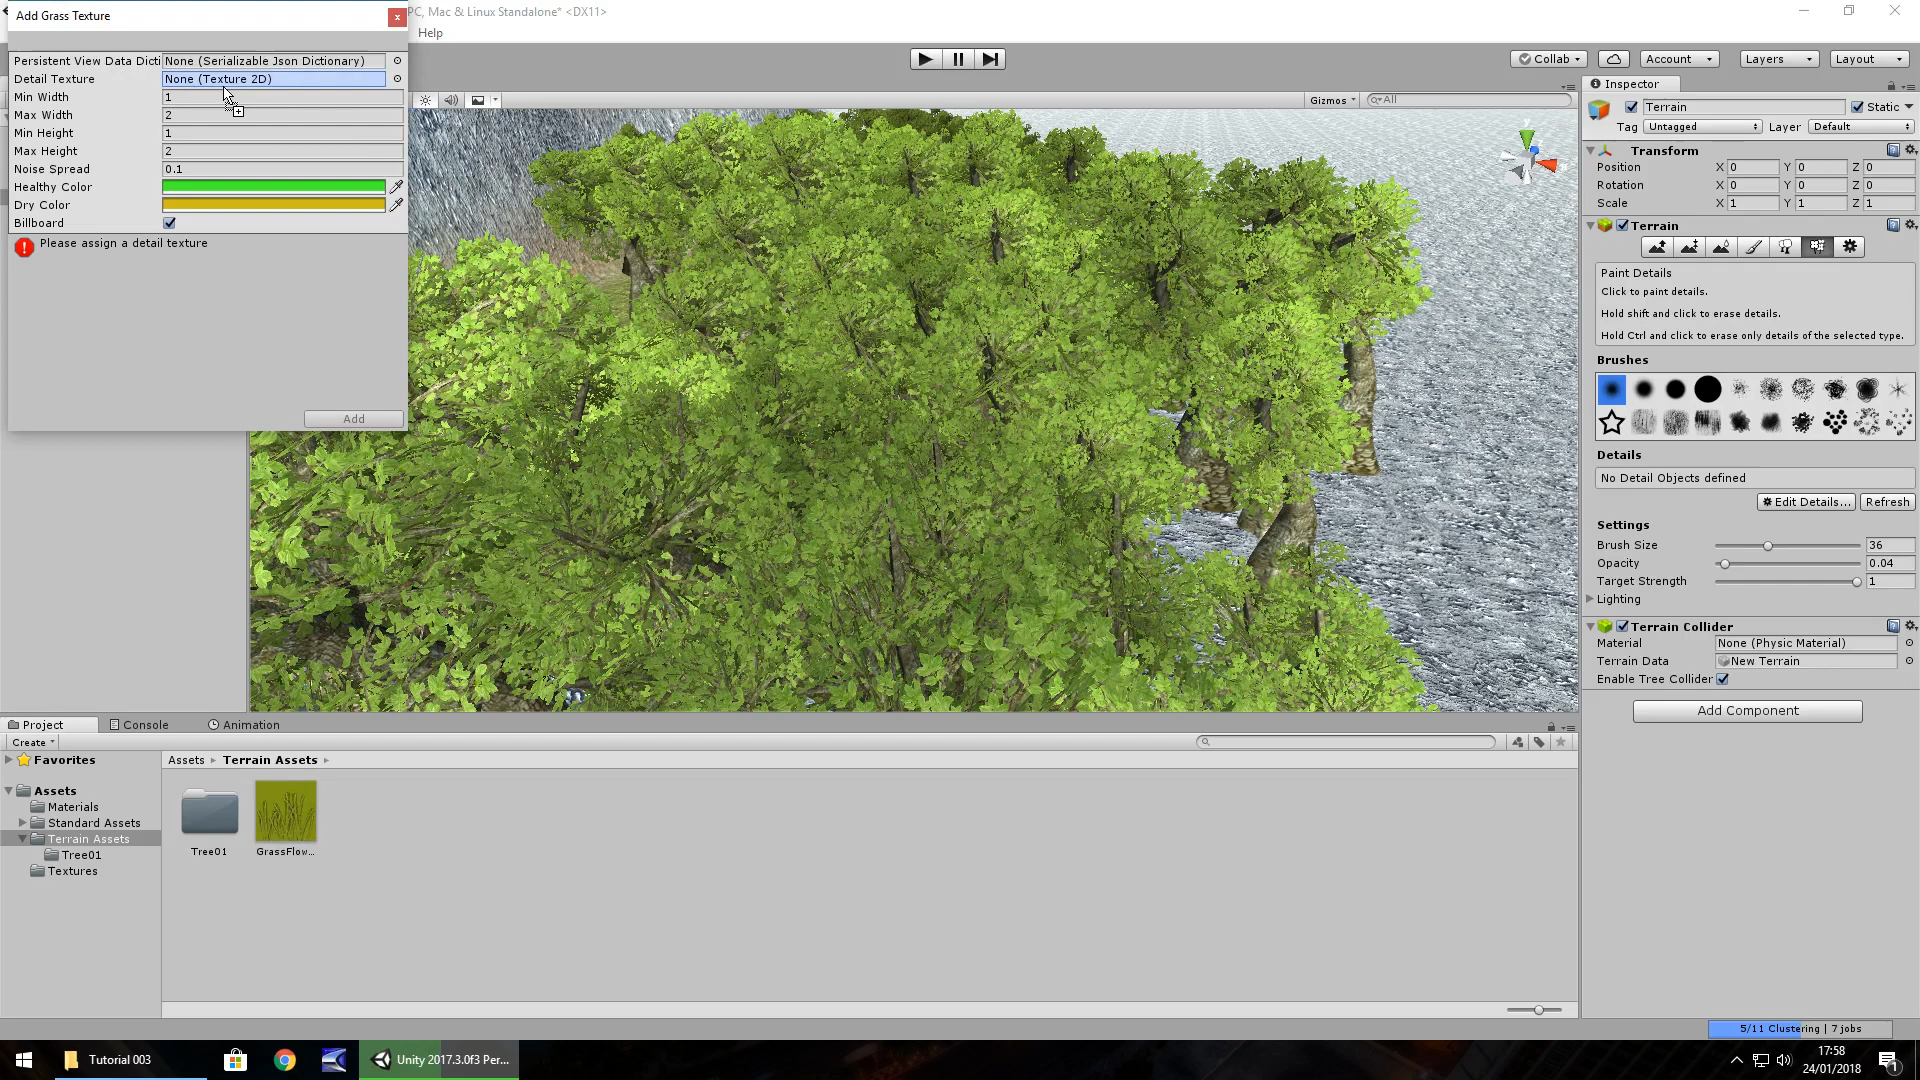 Add Grass Texture
x
PC, Mac & Linux Standalone* <DX11>
Help
Persistent View Data Dicti None (Serializable Json Dictionary)
Detail Texture None (Texture 2D)
Min Width 1
Max Width 2
Min Height 1
Max Height 2
Noise Spread 0.1
Healthy Color
Dry Color
Billboard
Please assign a detail texture
Add
Collab Account Layers Layout
Gizmos All
Inspector
Terrain Static
Tag Untagged Layer Default
Transform
Position X 0 Y 0 Z 0
Rotation X 0 Y 0 Z 0
Scale X 1 Y 1 Z 1
Terrain
Paint Details
Click to paint details.
Hold shift and click to erase details.
Hold Ctrl and click to erase only details of the selected type.
Brushes
Details
No Detail Objects defined
Edit Details... Refresh
Settings
Brush Size 36
Opacity 0.04
Target Strength 1
Lighting
Terrain Collider
Material None (Physic Material)
Terrain Data New Terrain
Enable Tree Collider
Add Component
Project Console Animation
Create
Favorites
Assets
Materials
Standard Assets
Terrain Assets
Tree01
Textures
Assets Terrain Assets
Tree01 GrassFlow...
5/11 Clustering | 7 jobs
Tutorial 003
Unity 2017.3.0f3 Per...
17:58
24/01/2018
1